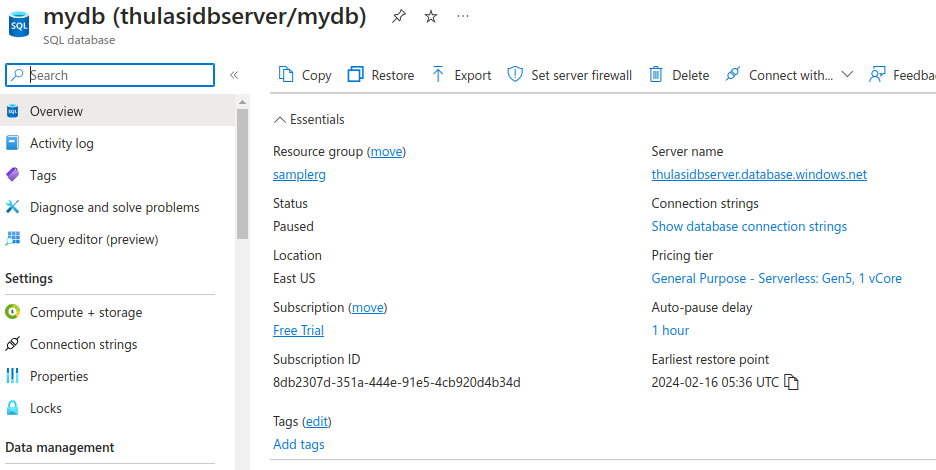 mydb (thulasidbserver/mydb)
SQL database
Search
Copy
Restore
Export
Set server firewall
Delete
Connect with...
Feedba
Overview
Activity log
Tags
Diagnose and solve problems
Query editor (preview)
Settings
Compute + storage
Connection strings
Properties
Locks
Data management
Essentials
Resource group (move)
samplerg
Status
Paused
Location
East US
Subscription (move)
Free Trial
Subscription ID
8db2307d-351a-444e-91e5-4cb920d4b34d
Tags (edit)
Add tags
Server name
thulasidbserver.database.windows.net
Connection strings
Show database connection strings
Pricing tier
General Purpose - Serverless: Gen5, 1 vCore
Auto-pause delay
1 hour
Earliest restore point
2024-02-16 05:36 UTC